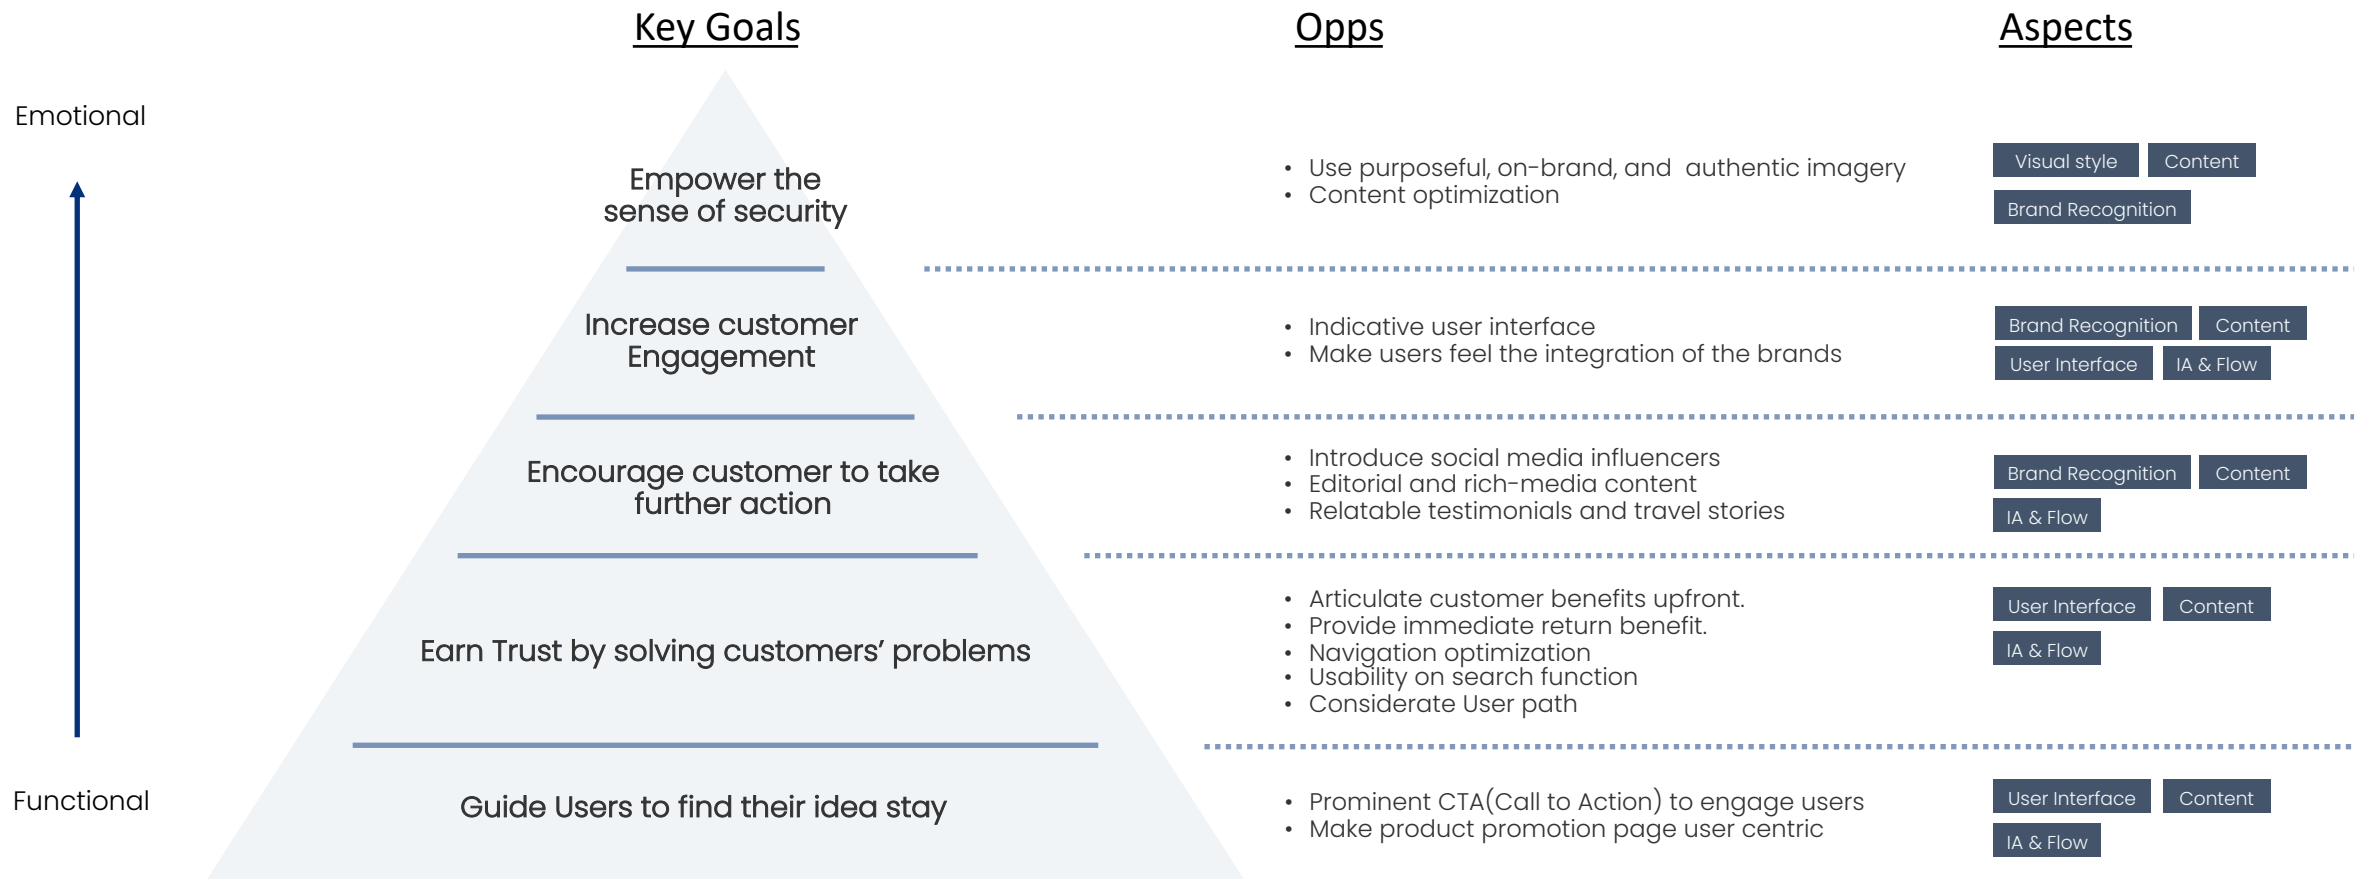 Key Goals
Opps
Aspects
Emotional
Empower the
sense of security
• Use purposeful, on-brand, and authentic imagery
• Content optimization
Visual style
Content
Brand Recognition
Increase customer
Engagement
• Indicative user interface
• Make users feel the integration of the brands
Brand Recognition
Content
User Interface
IA & Flow
Encourage customer to take
further action
• Introduce social media influencers
• Editorial and rich-media content
• Relatable testimonials and travel stories
Brand Recognition
Content
IA & Flow
Earn Trust by solving customers’ problems
• Articulate customer benefits upfront.
• Provide immediate return benefit.
• Navigation optimization
• Usability on search function
• Considerate User path
User Interface
Content
IA & Flow
Functional
Guide Users to find their idea stay
• Prominent CTA(Call to Action) to engage users
• Make product promotion page user centric
User Interface
Content
IA & Flow